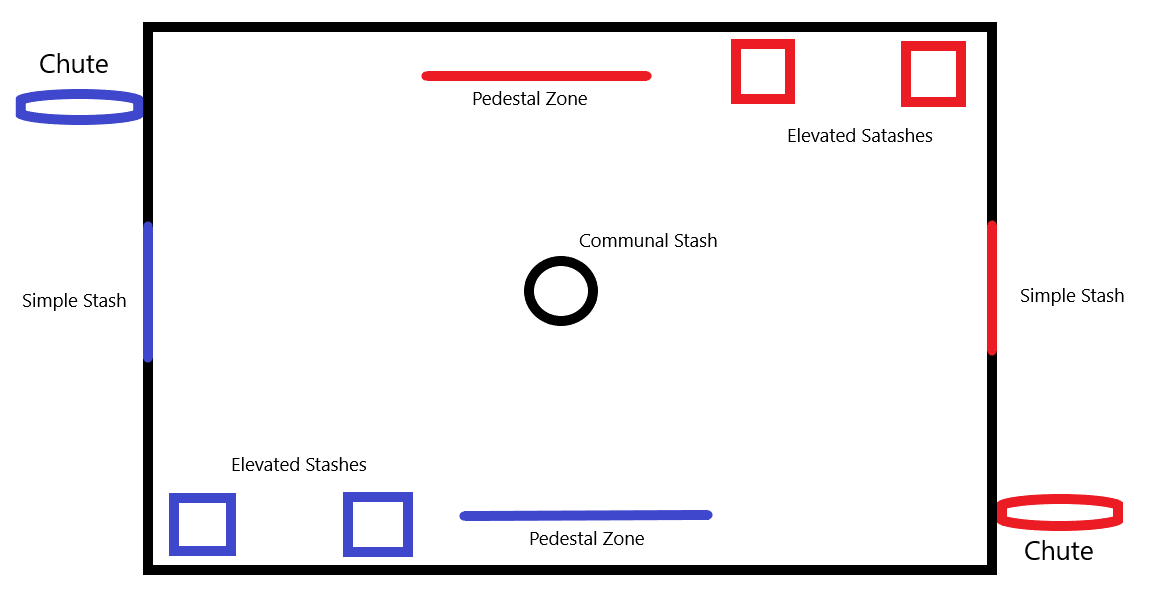 Chute
Pedestal Zone
Elevated Satashes
Communal Stash
Simple Stash
Simple Stash
Elevated Stashes
Pedestal Zone
Chute